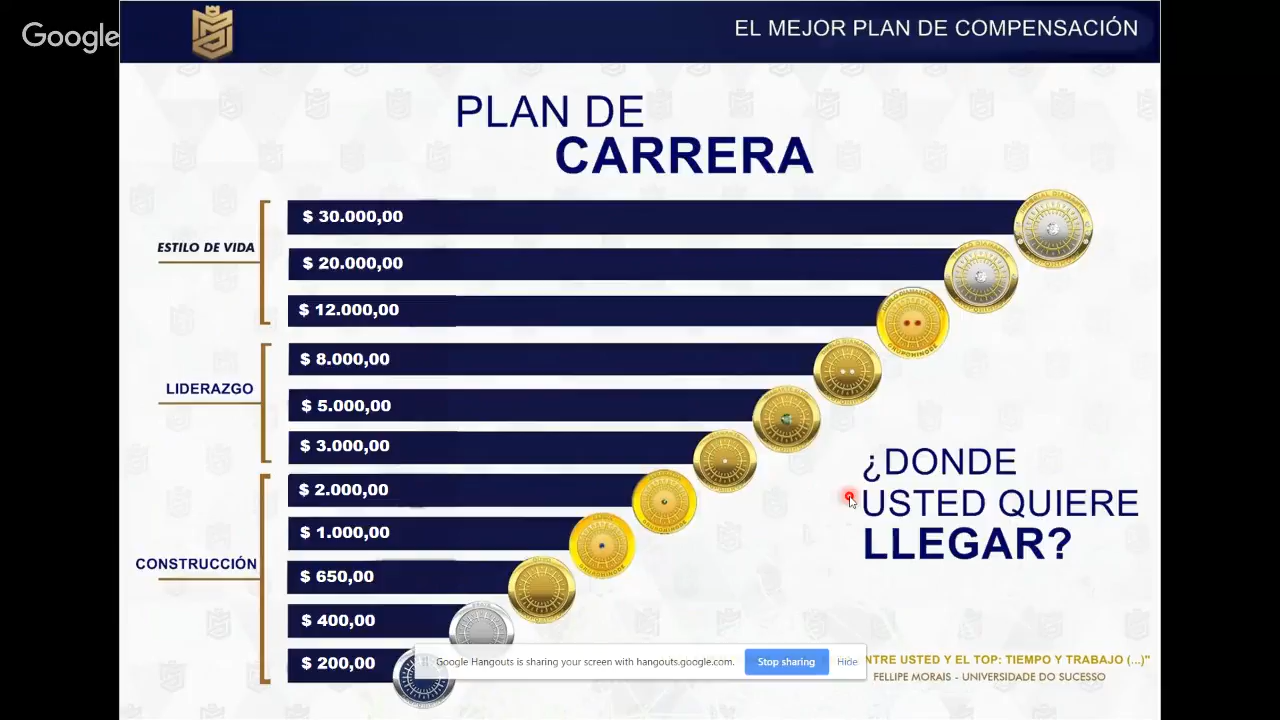 Google
EL MEJOR PLAN DE COMPENSACIÓN
PLAN DE
CARRERA
ESTILO DE VIDA
$ 30.000,00
$ 20.000,00
$ 12.000,00
LIDERAZGO
$ 8.000,00
$ 5.000,00
$ 3.000,00
CONSTRUCCIÓN
$ 2.000,00
$ 1.000,00
$ 650,00
$ 400,00
$ 200,00
¿DONDE
USTED QUIERE
LLEGAR?
Google Hangouts is sharing your screen with hangouts.google.com.
Stop sharing
Hide
NTRE USTED Y EL TOP: TIEMPO Y TRABAJO (...)"
FELLIPE MORAIS - UNIVERSIDADE DO SUCESSO